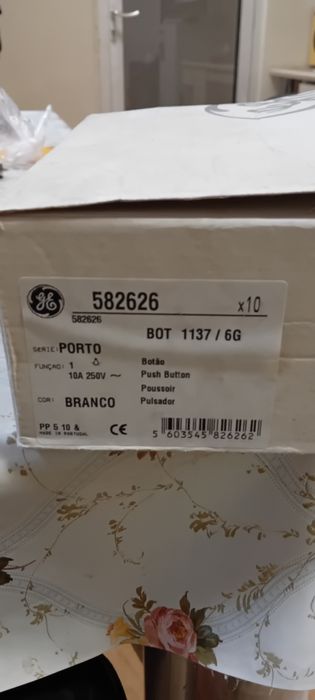 GE
582626 x10
582626
BOT 1137 / 6G
SERIE: PORTO
FUNÇAO: 1 Botão
10A 250V ~ Push Button
Poussoir
COR: BRANCO Pulsador
PP 5 10 &
MADE IN PORTUGAL CE
5 603545 826262